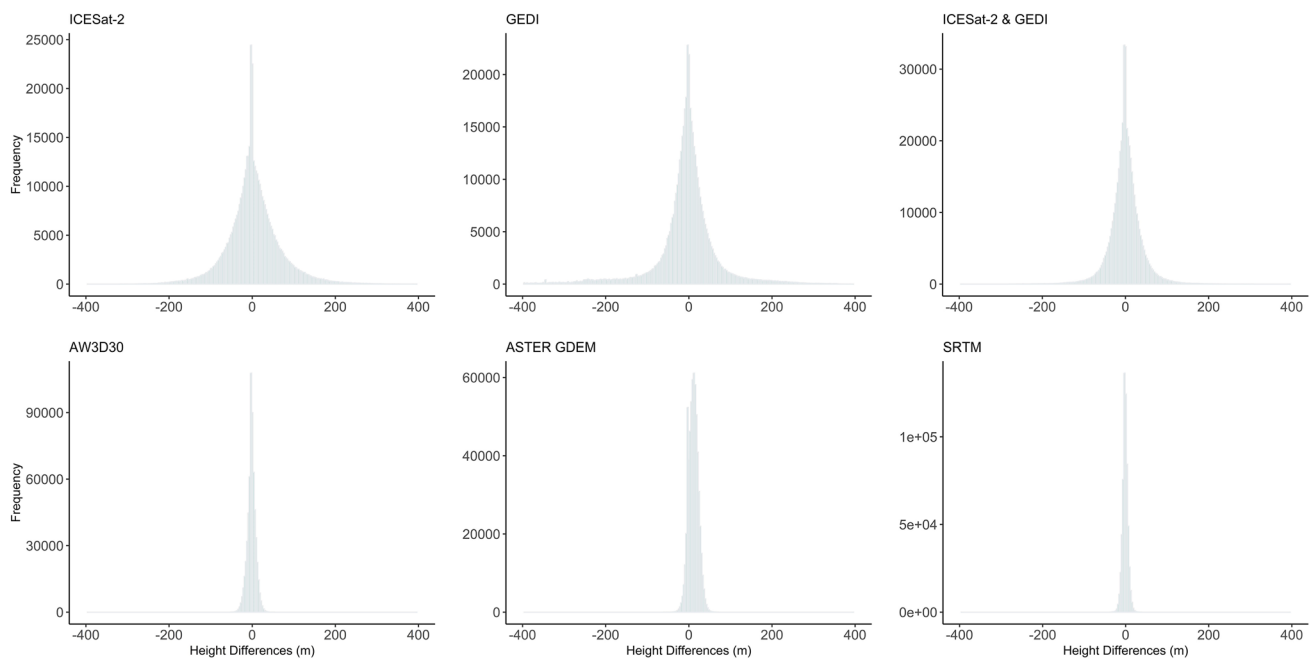 ICESat-2
GEDI
ICESat-2 & GEDI
Frequency
25000
20000
15000
10000
5000
0
-400 -200 0 200 400
20000
15000
10000
5000
0
-400 -200 0 200 400
30000
20000
10000
0
-400 -200 0 200 400
AW3D30
ASTER GDEM
SRTM
Frequency
90000
60000
30000
0
-400 -200 0 200 400
Height Differences (m)
60000
40000
20000
0
-400 -200 0 200 400
Height Differences (m)
1e+05
5e+04
0e+00
-400 -200 0 200 400
Height Differences (m)